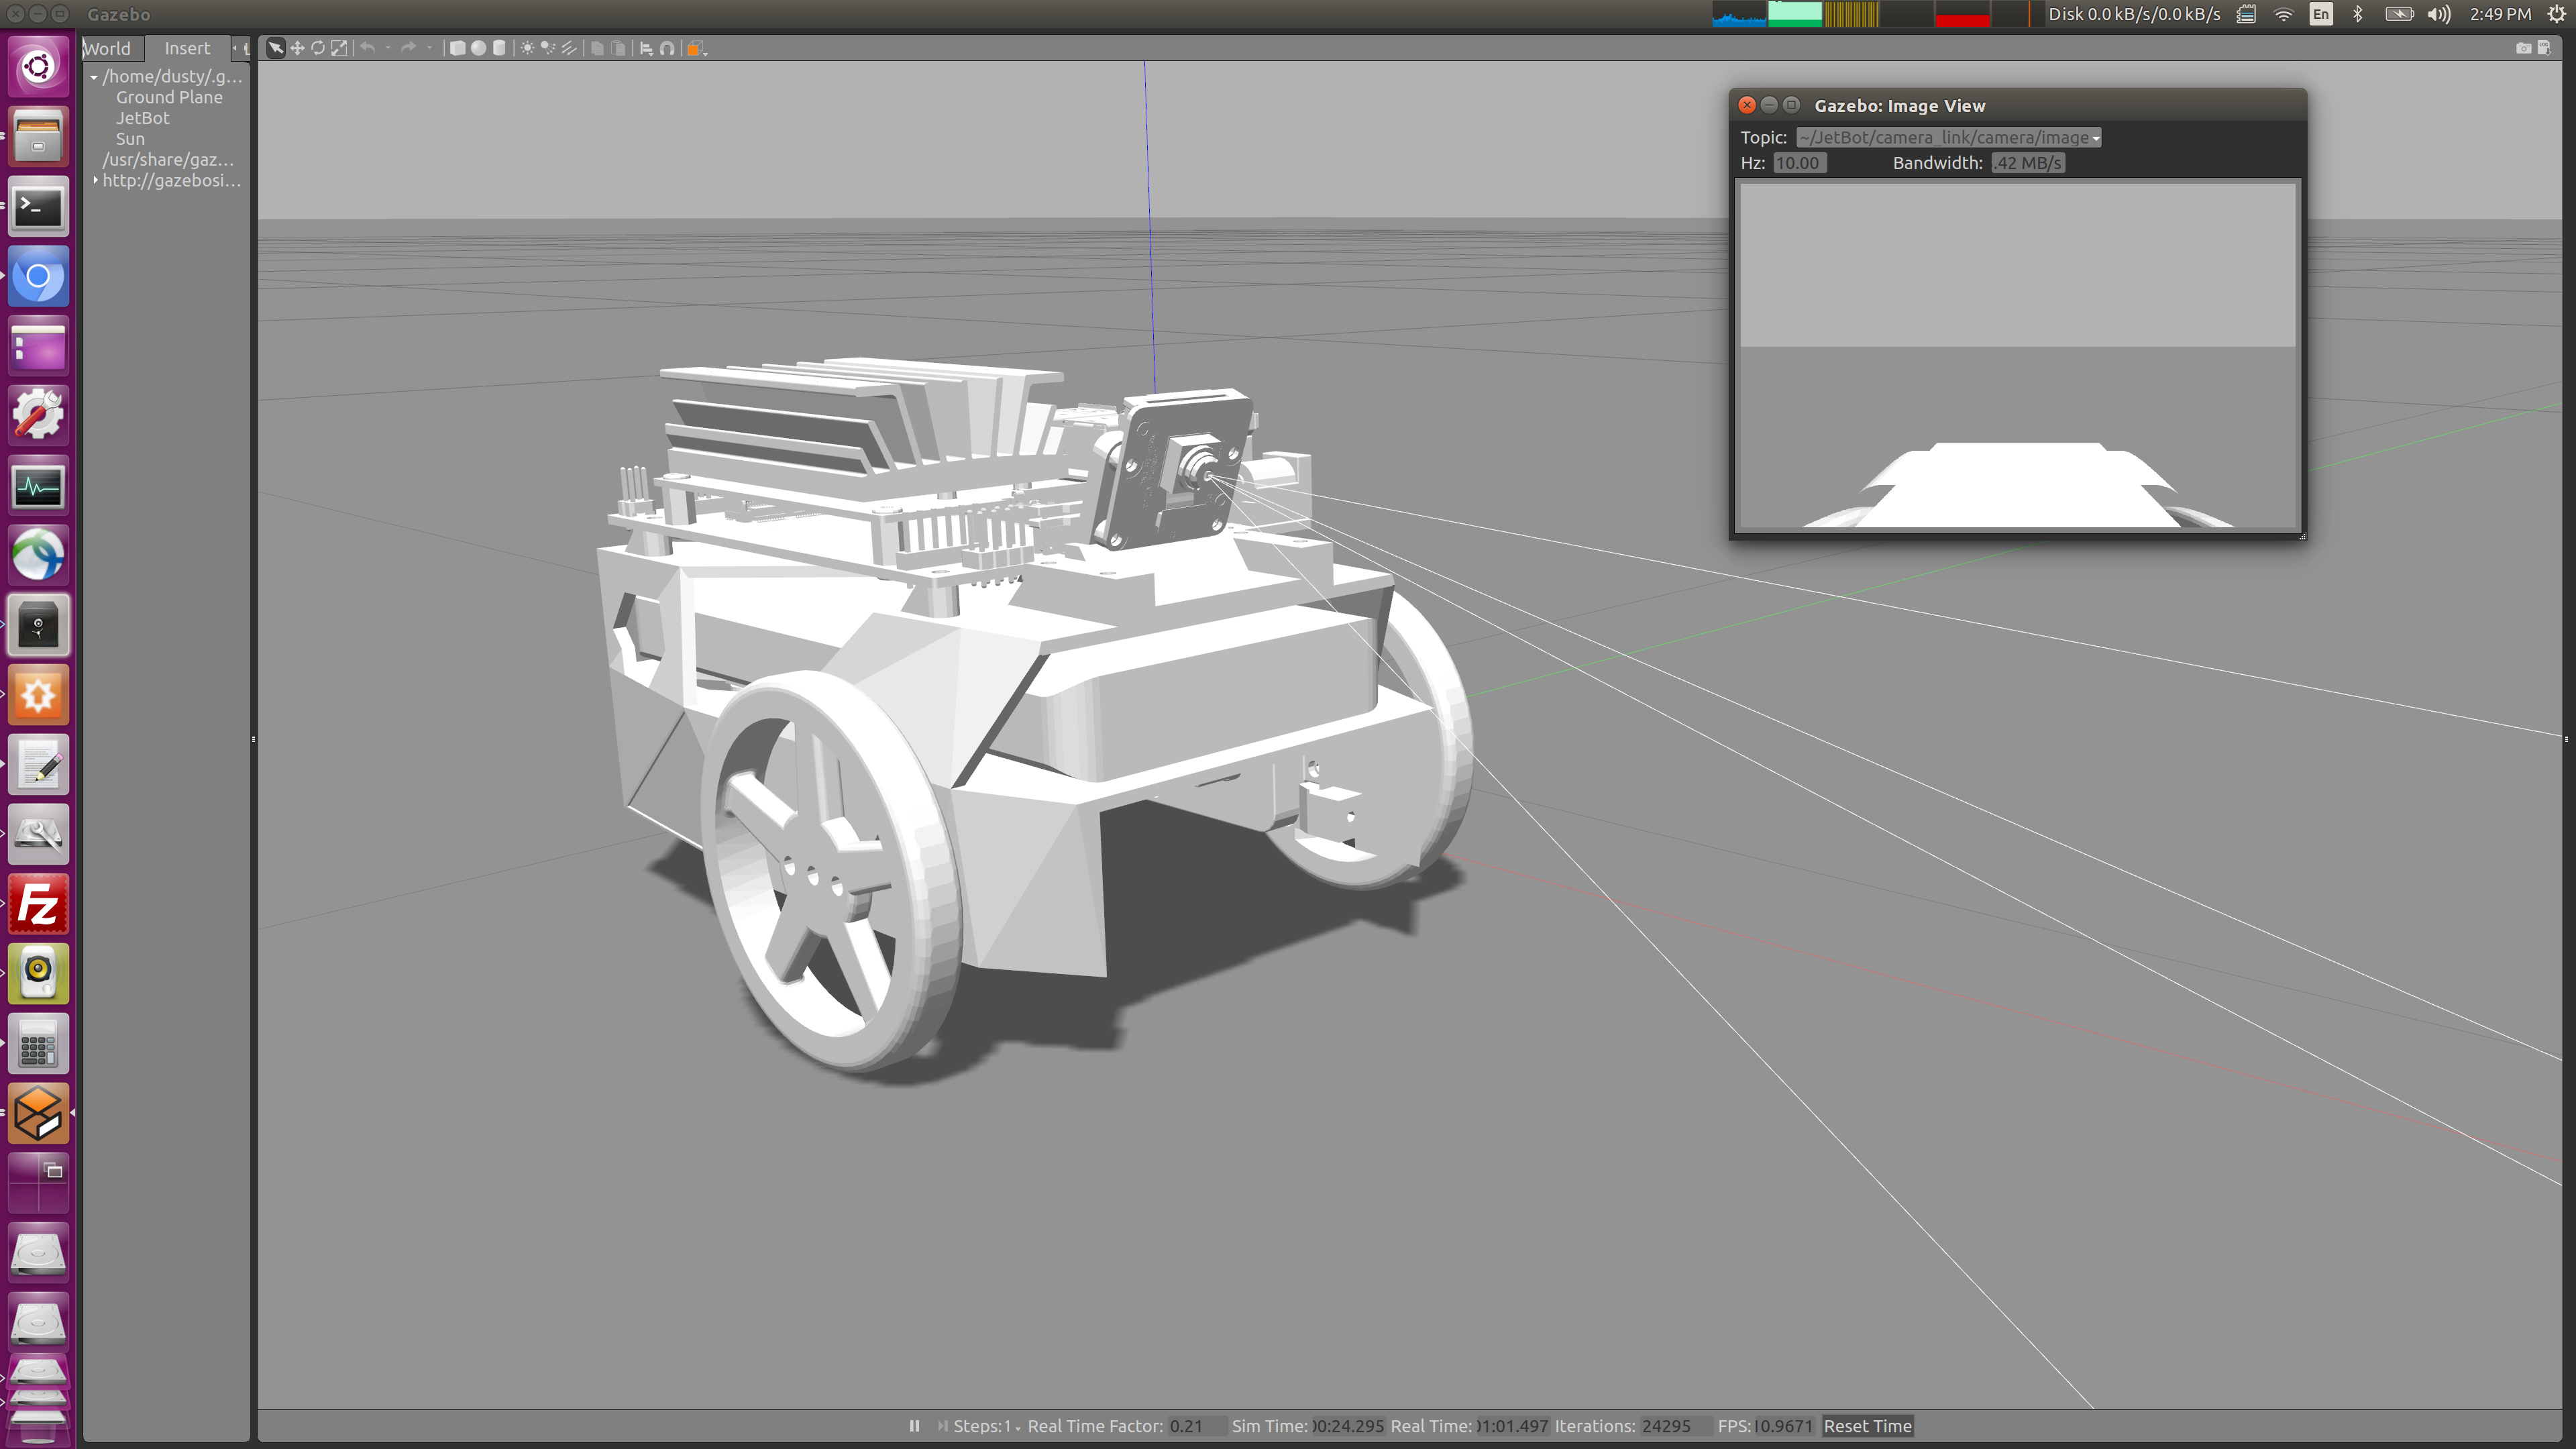 Gazebo
Disk 0.0 kB/s/0.0 kB/s
En
2:49 PM
World
Insert
/home/dusty/.g...
Ground Plane
JetBot
Sun
/usr/share/gaz...
http://gazebosi...
Gazebo: Image View
Topic: ~/JetBot/camera_link/camera/image
Hz: 10.00 Bandwidth: .42 MB/s
Fz
Steps: 1 Real Time Factor: 0.21 Sim Time: 00:24.295 Real Time: 01:01.497 Iterations: 24295 FPS: 10.9671 Reset Time